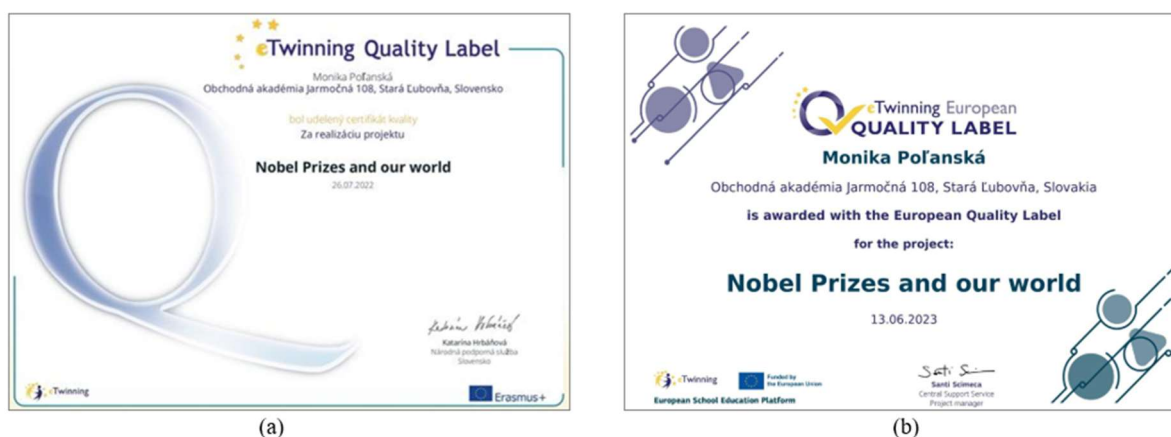 eTwinning Quality Label
Monika Poľanská
Obchodná akadémia Jarmočná 108, Stará Ľubovňa, Slovensko
bol udelený certifikát kvality
Za realizáciu projektu
Nobel Prizes and our world
26.07.2022
Katarína Hrbáňová
Národná podporná služba
Slovensko
eTwinning
Erasmus+
(a)
eTwinning European
QUALITY LABEL
Monika Poľanská
Obchodná akadémia Jarmočná 108, Stará Ľubovňa, Slovakia
is awarded with the European Quality Label
for the project:
Nobel Prizes and our world
13.06.2023
Santi Scimeca
Central Support Service
Project manager
eTwinning
Funded by
the European Union
European School Education Platform
(b)